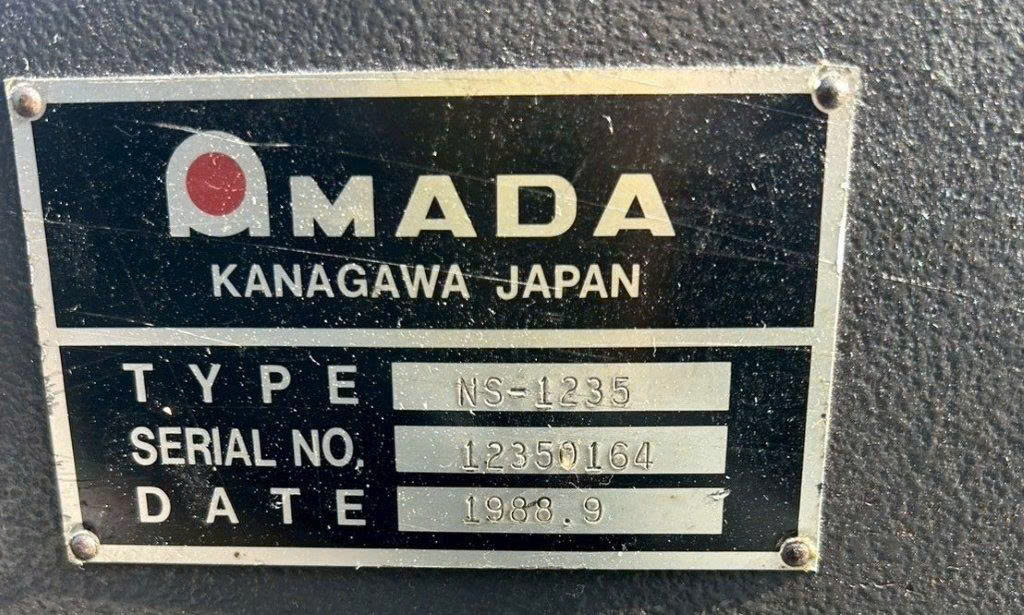 AMADA
KANAGAWA JAPAN
TYPE NS-1235
SERIAL NO. 12350164
DATE 1988.9